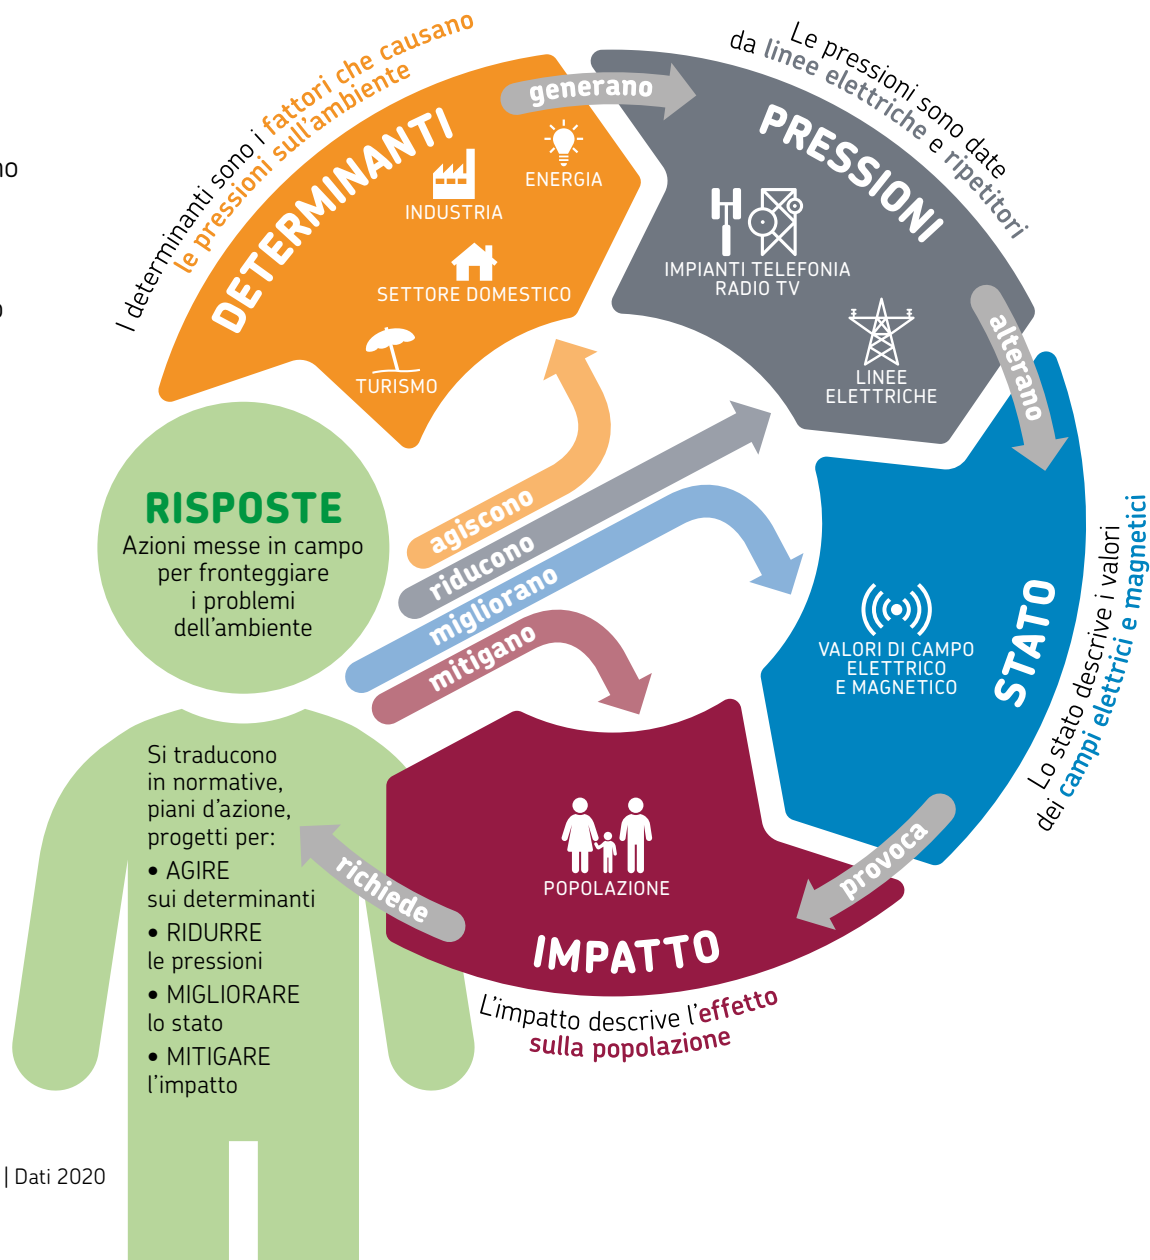 I determinanti sono i fattori che causano
le pressioni sull'ambiente
DETERMINANTI
ENERGIA
INDUSTRIA
SETTORE DOMESTICO
TURISMO
generano
Le pressioni sono date
da linee elettriche e ripetitori
PRESSIONI
IMPIANTI TELEFONIA
RADIO TV
LINEE
ELETTRICHE
alterano
STATO
VALORI DI CAMPO
ELETTRICO
E MAGNETICO
Lo stato descrive i valori
dei campi elettrici e magnetici
provoca
POPOLAZIONE
IMPATTO
L'impatto descrive l'effetto
sulla popolazione
richiede
RISPOSTE
Azioni messe in campo
per fronteggiare
i problemi
dell'ambiente
agiscono
riducono
migliorano
mitigano
Si traducono
in normative,
piani d'azione,
progetti per:
• AGIRE
sui determinanti
• RIDURRE
le pressioni
• MIGLIORARE
lo stato
• MITIGARE
l'impatto
| Dati 2020